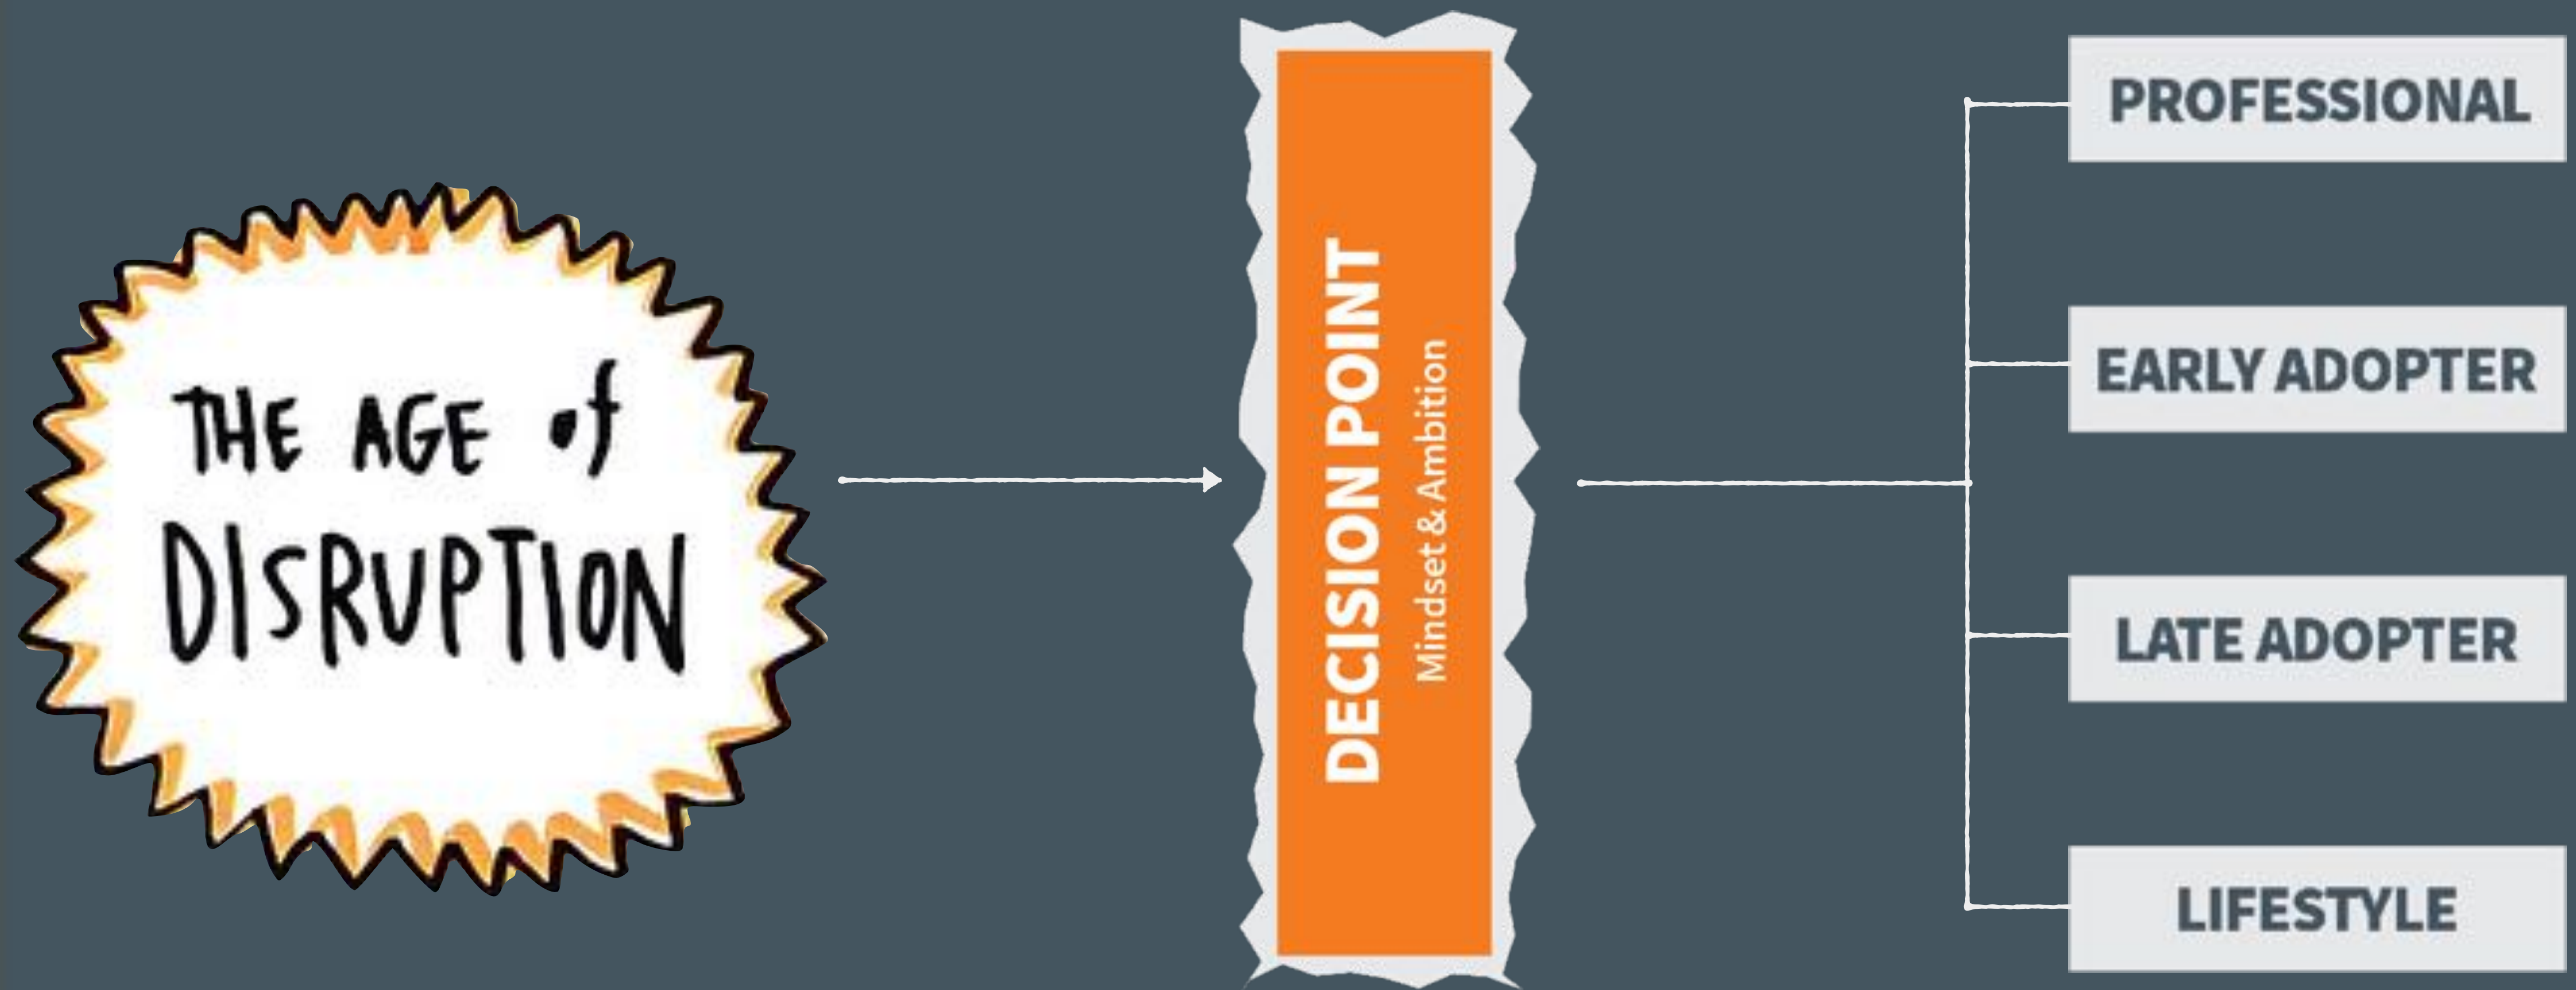 THE AGE of
DISRUPTION
DECISION POINT
Mindset & Ambition
PROFESSIONAL
EARLY ADOPTER
LATE ADOPTER
LIFESTYLE